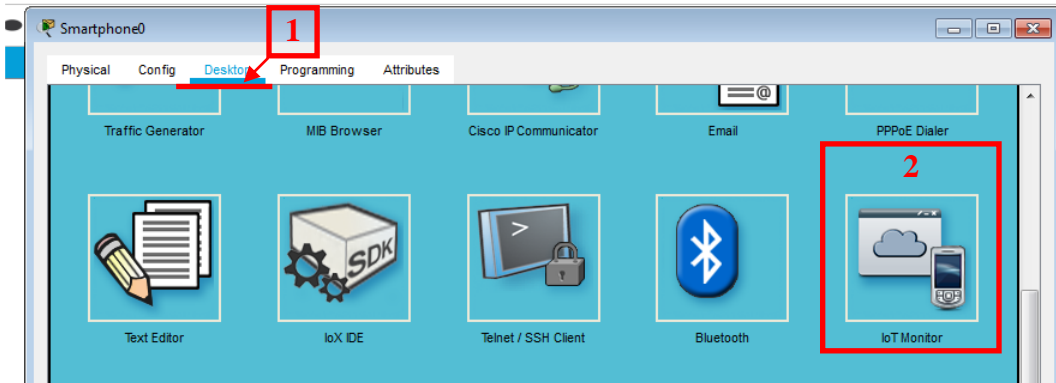 Smartphone0
1
Physical Config Desktop Programming Attributes
Traffic Generator MIB Browser Cisco IP Communicator Email PPPoE Dialer
2
>_
SDK
Text Editor IoX IDE Telnet / SSH Client Bluetooth IoT Monitor